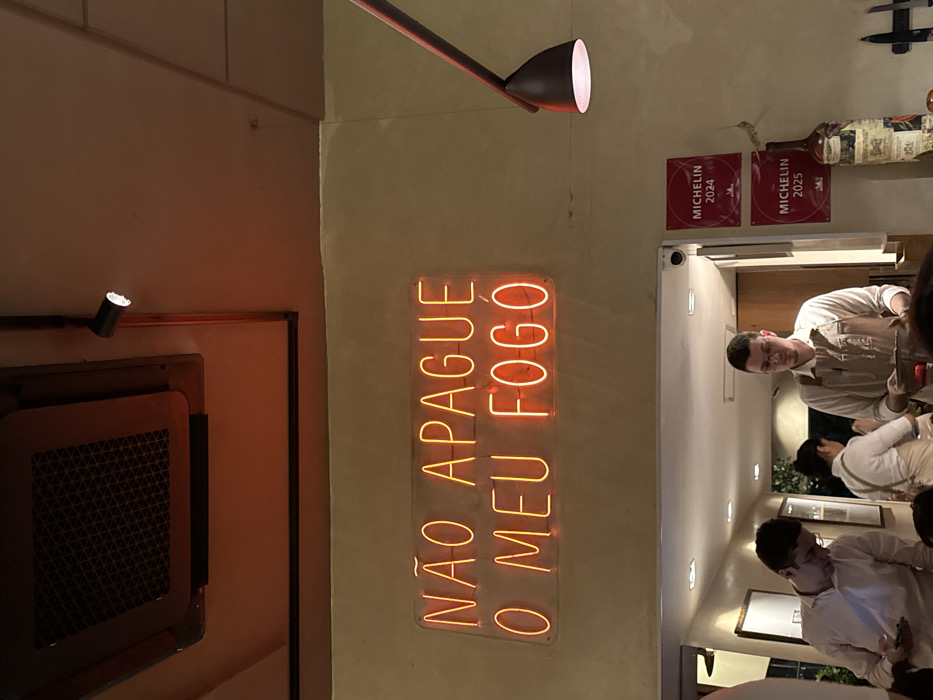 NÃO APAGUE
O MEU FOGO
MICHELIN
2024
MICHELIN
2025